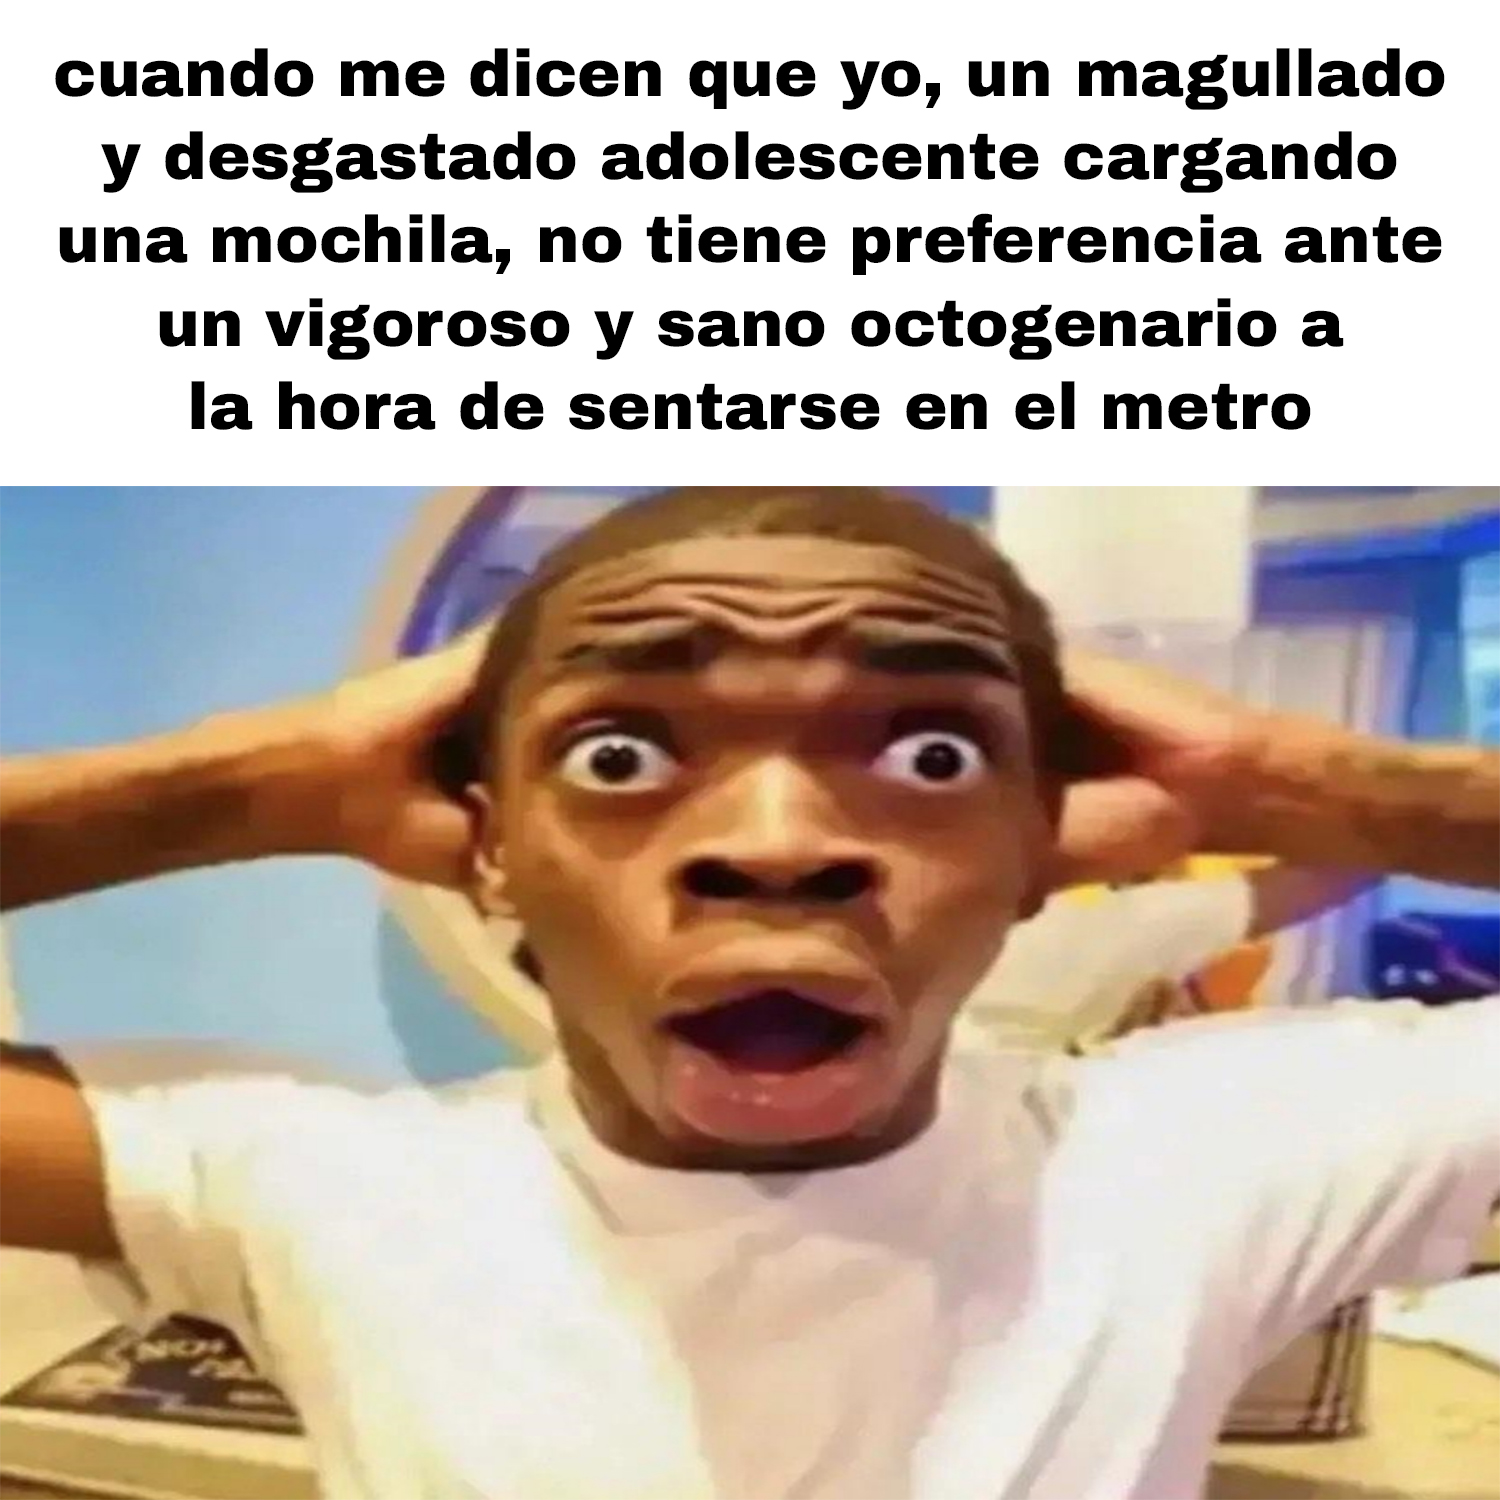 cuando me dicen que yo, un magullado
y desgastado adolescente cargando
una mochila, no tiene preferencia ante
un vigoroso y sano octogenario a
la hora de sentarse en el metro